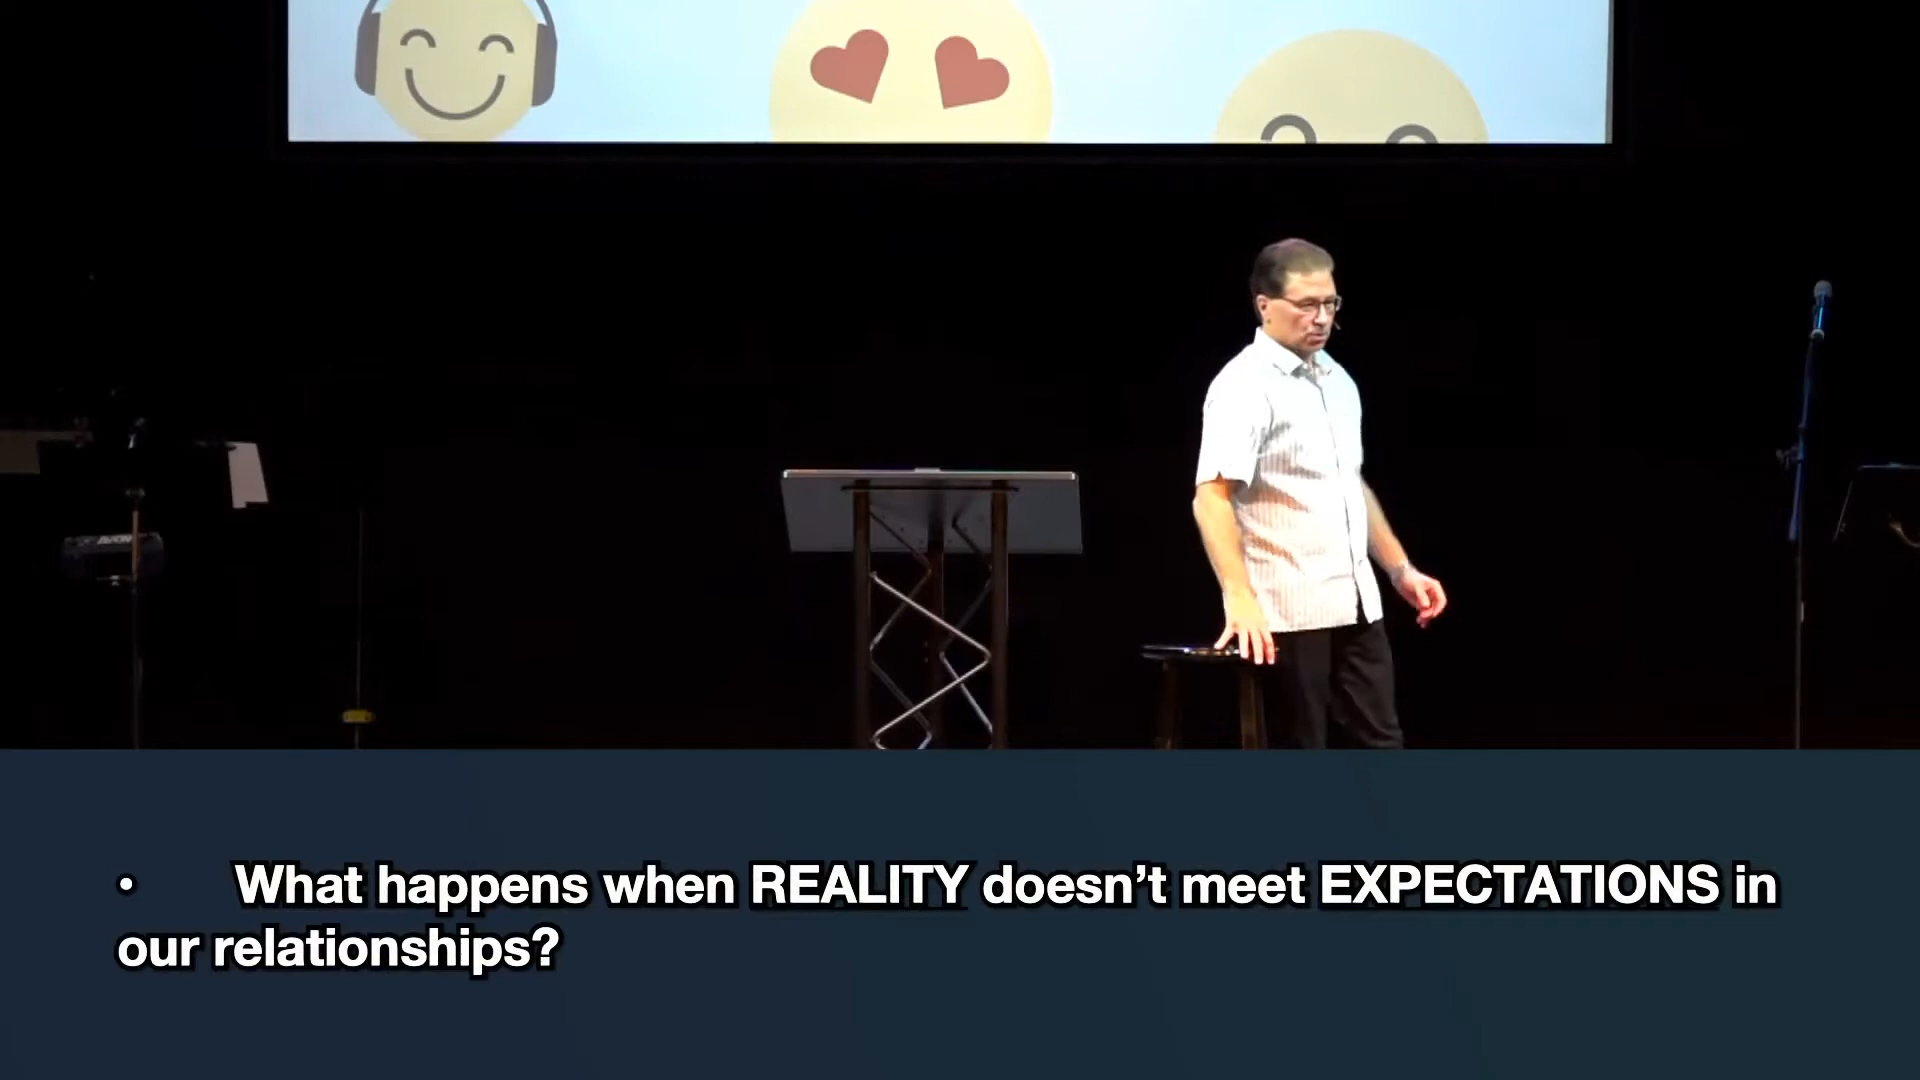 • What happens when REALITY doesn’t meet EXPECTATIONS in
our relationships?